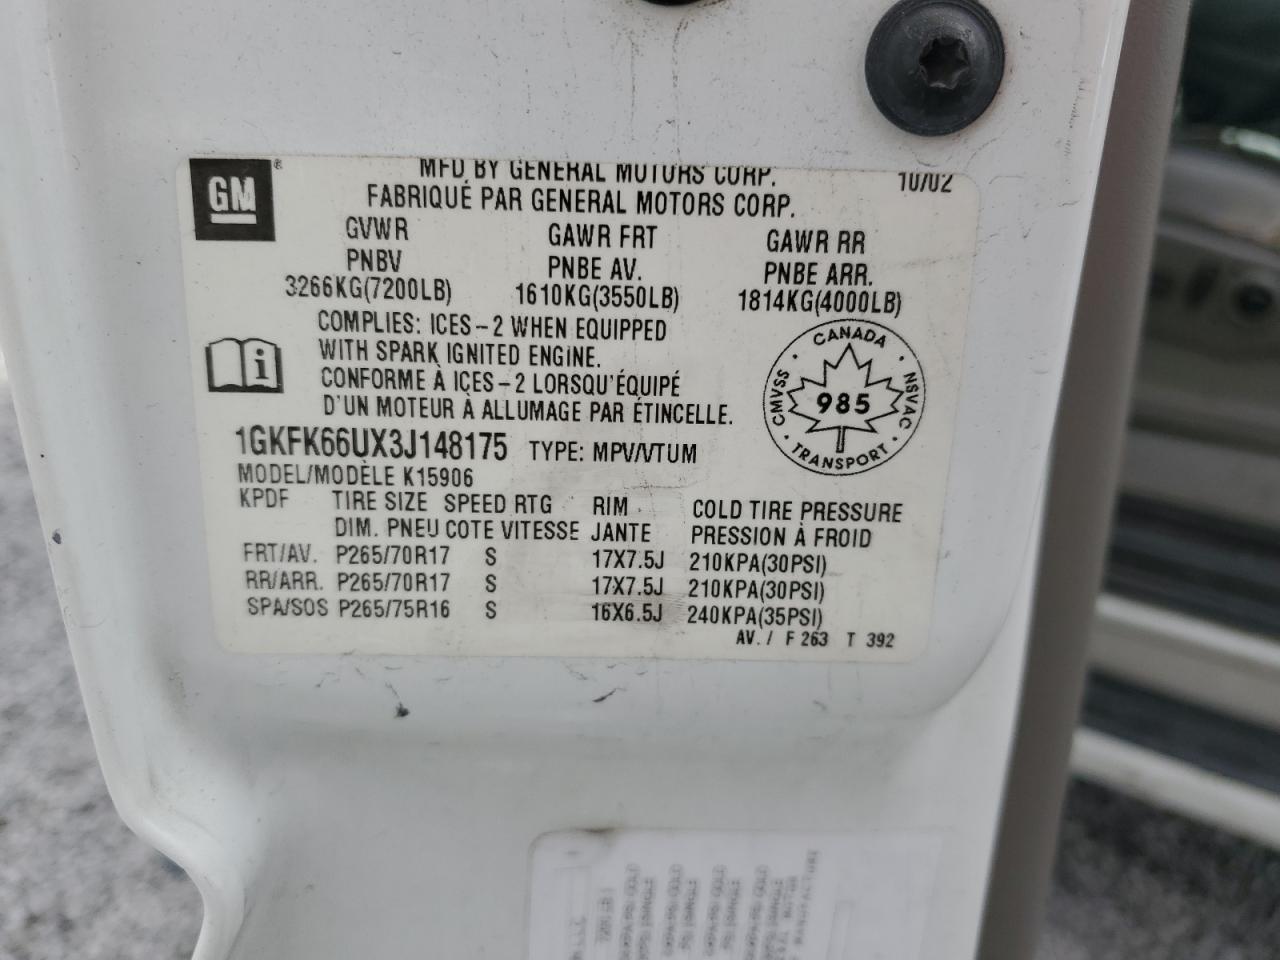 GM ®
MFD BY GENERAL MOTORS CORP. 10/02
FABRIQUÉ PAR GENERAL MOTORS CORP.
GVWR GAWR FRT GAWR RR
PNBV PNBE AV. PNBE ARR.
3266KG(7200LB) 1610KG(3550LB) 1814KG(4000LB)
COMPLIES: ICES-2 WHEN EQUIPPED
WITH SPARK IGNITED ENGINE.
CONFORME À ICES-2 LORSQU'ÉQUIPÉ
D'UN MOTEUR À ALLUMAGE PAR ÉTINCELLE.
CANADA
CMVSS • 985 • NSVAC
TRANSPORT
1GKFK66UX3J148175 TYPE: MPV/VTUM
MODEL/MODÈLE K15906
KPDF TIRE SIZE SPEED RTG RIM COLD TIRE PRESSURE
DIM. PNEU COTE VITESSE JANTE PRESSION À FROID
FRT/AV. P265/70R17 S 17X7.5J 210KPA(30PSI)
RR/ARR. P265/70R17 S 17X7.5J 210KPA(30PSI)
SPA/SOS P265/75R16 S 16X6.5J 240KPA(35PSI)
AV. / F 263 T 392